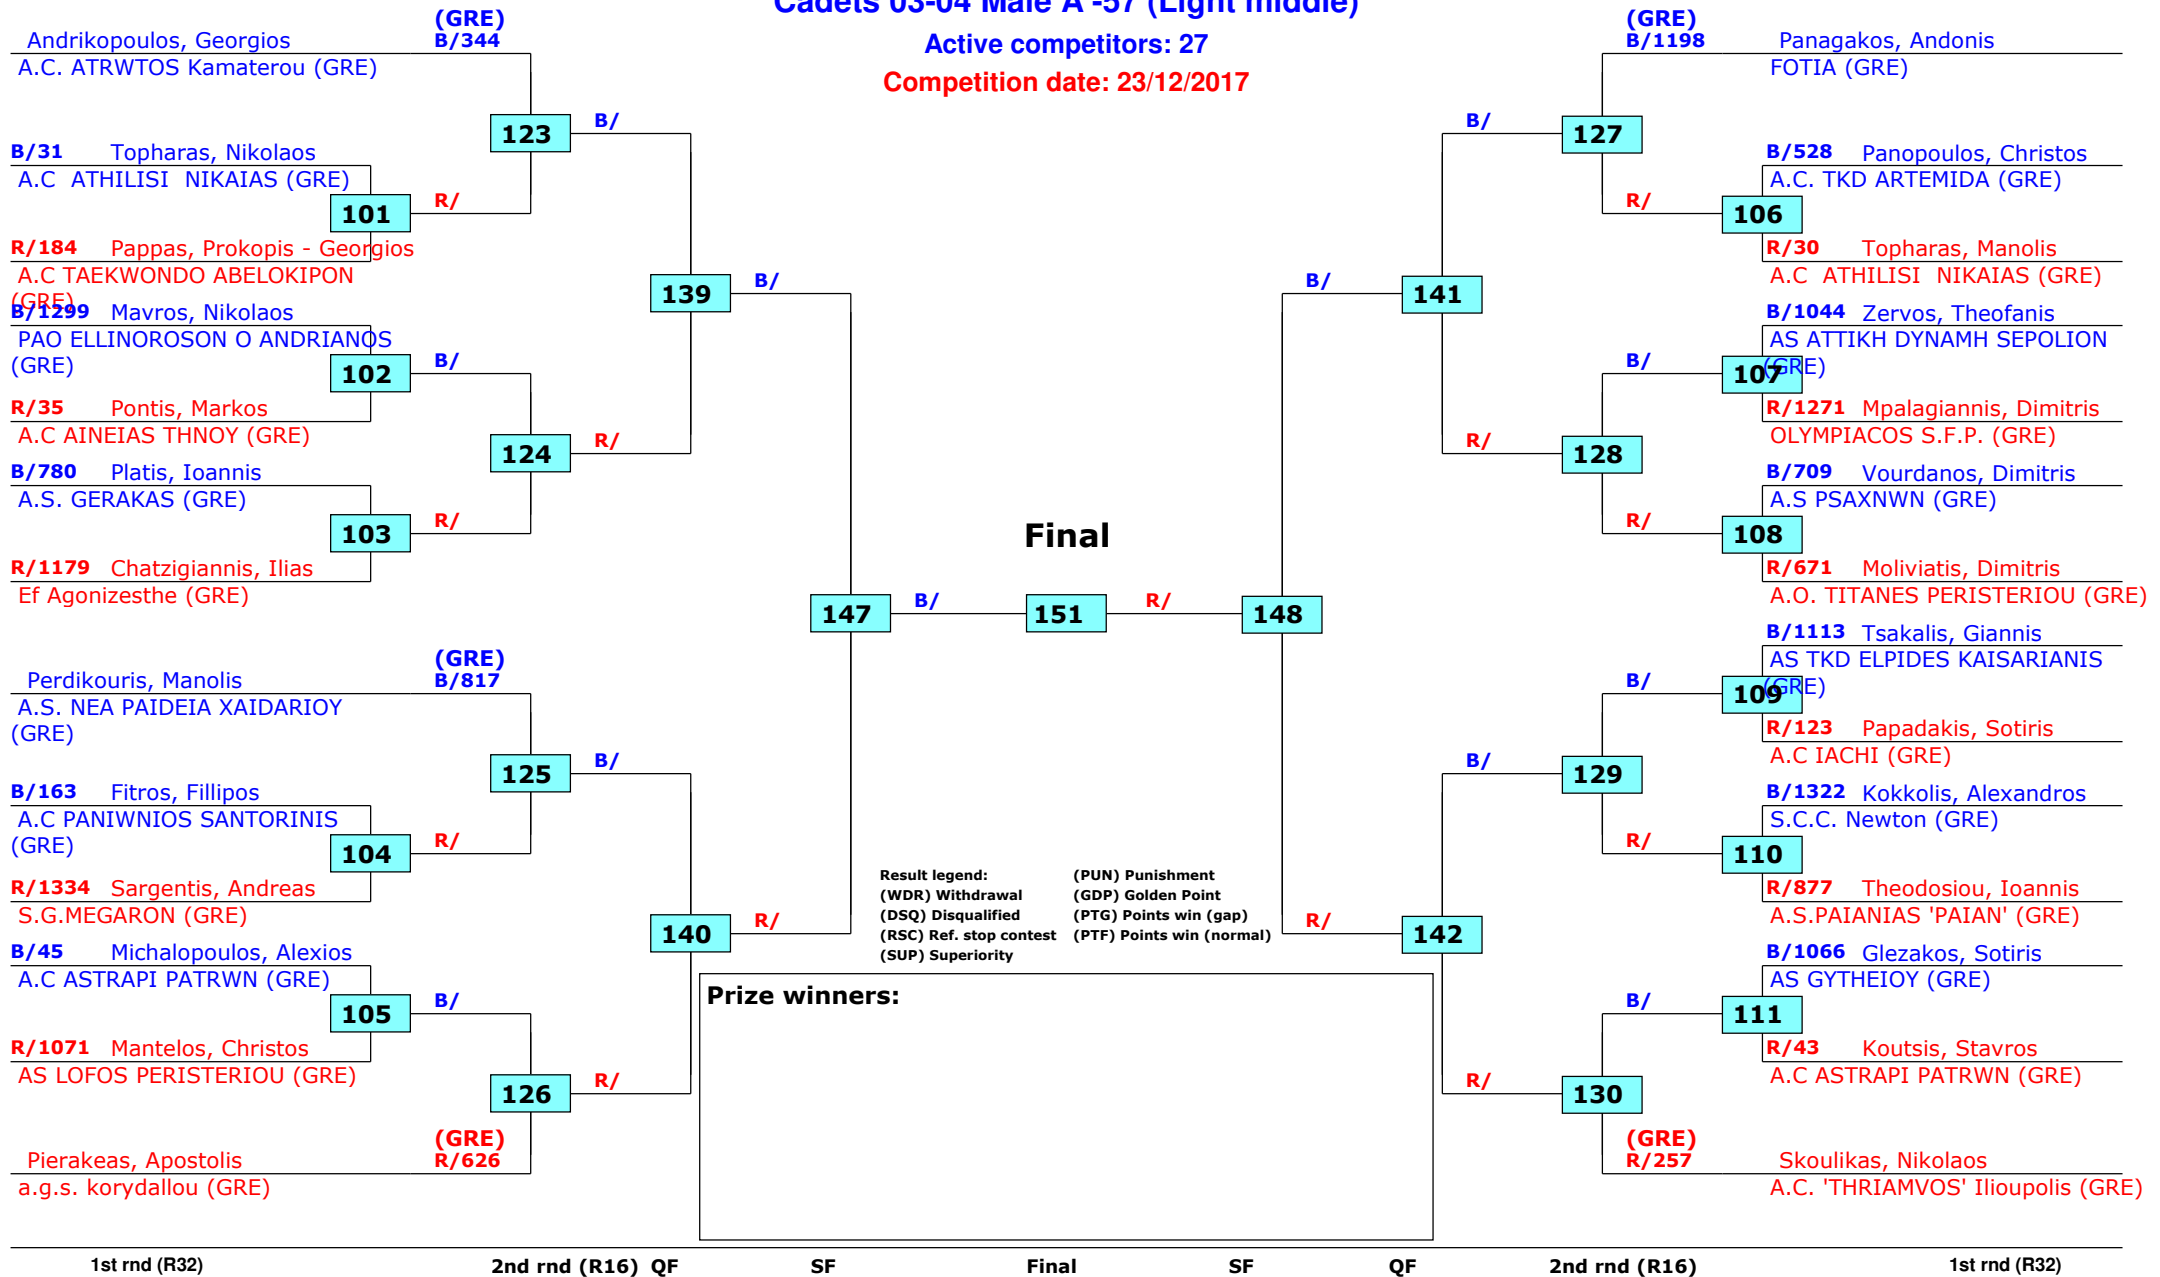 Cadets 03-04 Male A -57 (Light middle)
Active competitors: 27
Competition date: 23/12/2017
(GRE)
Andrikopoulos, Georgios B/344
A.C. ATRWTOS Kamaterou (GRE)
123
B/
B/31 Topharas, Nikolaos
A.C ATHILISI NIKAIAS (GRE)
101
R/
R/184 Pappas, Prokopis - Georgios
A.C TAEKWONDO ABELOKIPON
(GRE)
139
B/
B/1299 Mavros, Nikolaos
PAO ELLINOROSON O ANDRIANOS
(GRE)
102
B/
R/35 Pontis, Markos
A.C AINEIAS THNOY (GRE)
124
R/
B/780 Platis, Ioannis
A.S. GERAKAS (GRE)
103
R/
R/1179 Chatzigiannis, Ilias
Ef Agonizesthe (GRE)
147
B/
(GRE)
Perdikouris, Manolis B/817
A.S. NEA PAIDEIA XAIDARIOY
(GRE)
125
B/
B/163 Fitros, Fillipos
A.C PANIWNIOS SANTORINIS
(GRE)
104
R/
R/1334 Sargentis, Andreas
S.G.MEGARON (GRE)
140
R/
B/45 Michalopoulos, Alexios
A.C ASTRAPI PATRWN (GRE)
105
B/
R/1071 Mantelos, Christos
AS LOFOS PERISTERIOU (GRE)
126
R/
(GRE)
Pierakeas, Apostolis R/626
a.g.s. korydallou (GRE)
Final
151
R/
148
(GRE)
B/1198 Panagakos, Andonis
FOTIA (GRE)
B/
127
B/528 Panopoulos, Christos
A.C. TKD ARTEMIDA (GRE)
R/
106
R/30 Topharas, Manolis
A.C ATHILISI NIKAIAS (GRE)
B/
141
B/1044 Zervos, Theofanis
AS ATTIKH DYNAMH SEPOLION
(GRE)
B/
107
R/1271 Mpalagiannis, Dimitris
OLYMPIACOS S.F.P. (GRE)
R/
128
B/709 Vourdanos, Dimitris
A.S PSAXNWN (GRE)
R/
108
R/671 Moliviatis, Dimitris
A.O. TITANES PERISTERIOU (GRE)
B/1113 Tsakalis, Giannis
AS TKD ELPIDES KAISARIANIS
(GRE)
B/
109
R/123 Papadakis, Sotiris
A.C IACHI (GRE)
B/
129
B/1322 Kokkolis, Alexandros
S.C.C. Newton (GRE)
R/
110
R/877 Theodosiou, Ioannis
A.S.PAIANIAS 'PAIAN' (GRE)
R/
142
B/1066 Glezakos, Sotiris
AS GYTHEIOY (GRE)
B/
111
R/43 Koutsis, Stavros
A.C ASTRAPI PATRWN (GRE)
R/
130
(GRE)
R/257 Skoulikas, Nikolaos
A.C. 'THRIAMVOS' Ilioupolis (GRE)
Result legend: (PUN) Punishment
(WDR) Withdrawal (GDP) Golden Point
(DSQ) Disqualified (PTG) Points win (gap)
(RSC) Ref. stop contest (PTF) Points win (normal)
(SUP) Superiority
Prize winners:
1st rnd (R32) 2nd rnd (R16) QF SF Final SF QF 2nd rnd (R16) 1st rnd (R32)